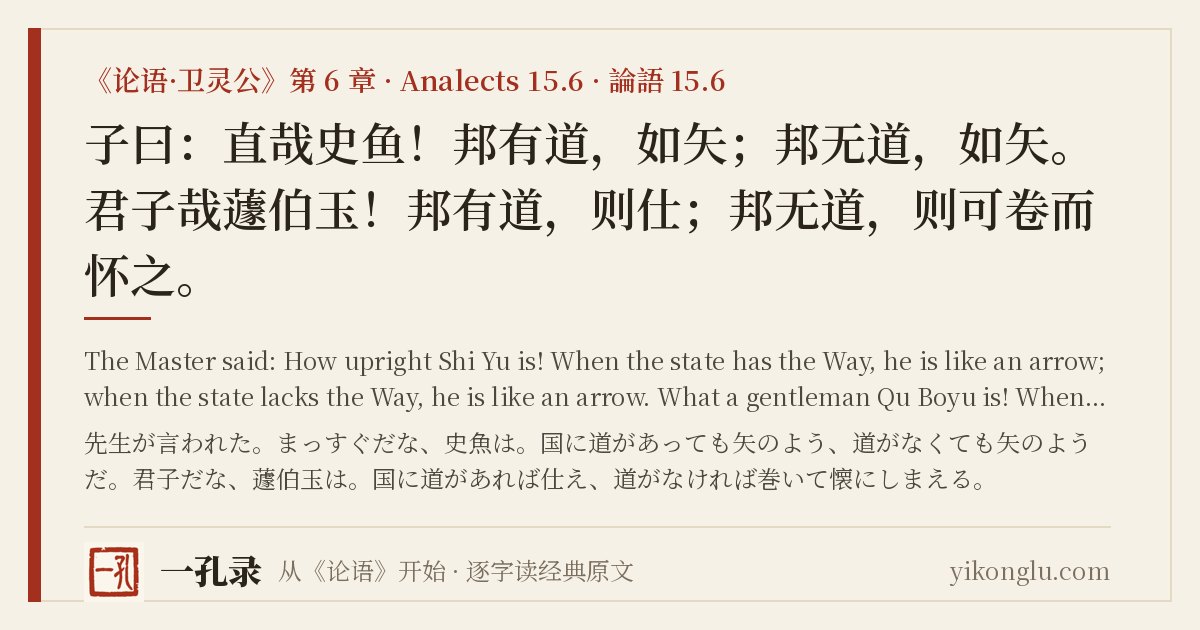 《论语·卫灵公》第 6 章 · Analects 15.6 · 論語 15.6
子曰：直哉史鱼！邦有道，如矢；邦无道，如矢。
君子哉蘧伯玉！邦有道，则仕；邦无道，则可卷而
怀之。
The Master said: How upright Shi Yu is! When the state has the Way, he is like an arrow;
when the state lacks the Way, he is like an arrow. What a gentleman Qu Boyu is! When...
先生が言われた。まっすぐだな、史魚は。国に道があっても矢のよう、道がなくても矢のよう
だ。君子だな、蘧伯玉は。国に道があれば仕え、道がなければ巻いて懐にしまえる。
一孔
一孔录 从《论语》开始 · 逐字读经典原文 yikonglu.com